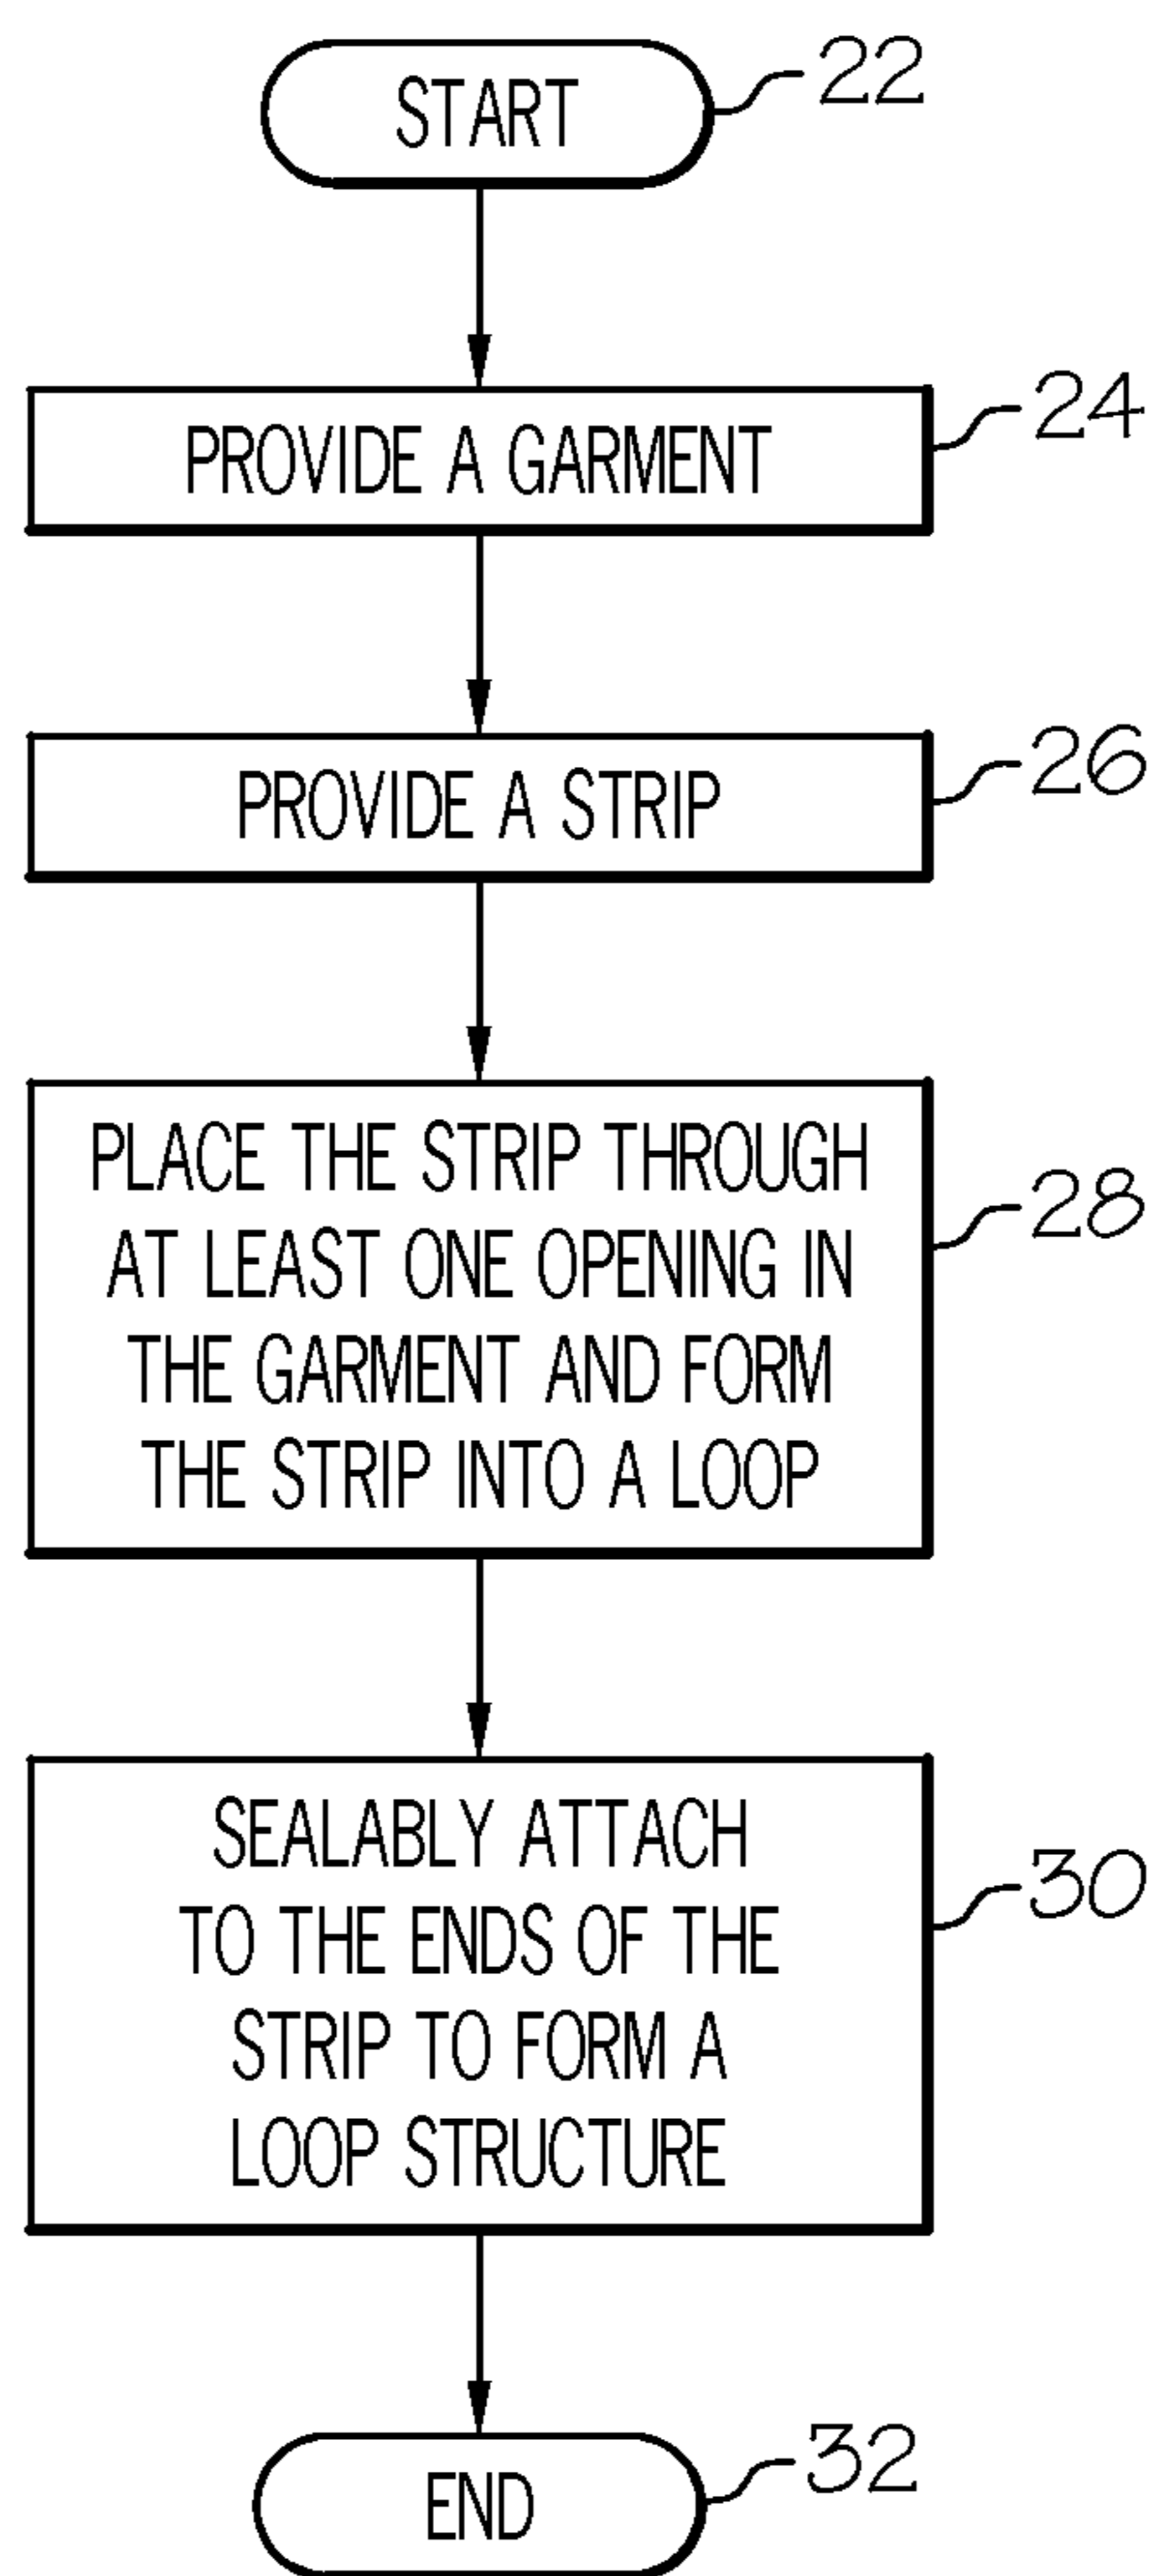 START
22
PROVIDE A GARMENT
24
PROVIDE A STRIP
26
PLACE THE STRIP THROUGH
AT LEAST ONE OPENING IN
THE GARMENT AND FORM
THE STRIP INTO A LOOP
28
SEALABLY ATTACH
TO THE ENDS OF THE
STRIP TO FORM A
LOOP STRUCTURE
30
END
32